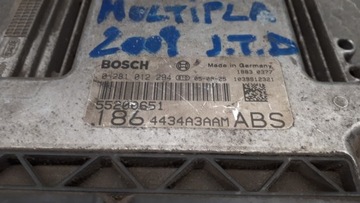 MULTIPLA
2009 J.T.D
BOSCH Made in Germany
0 281 012 294
55200651
186 4434A3AAM ABS